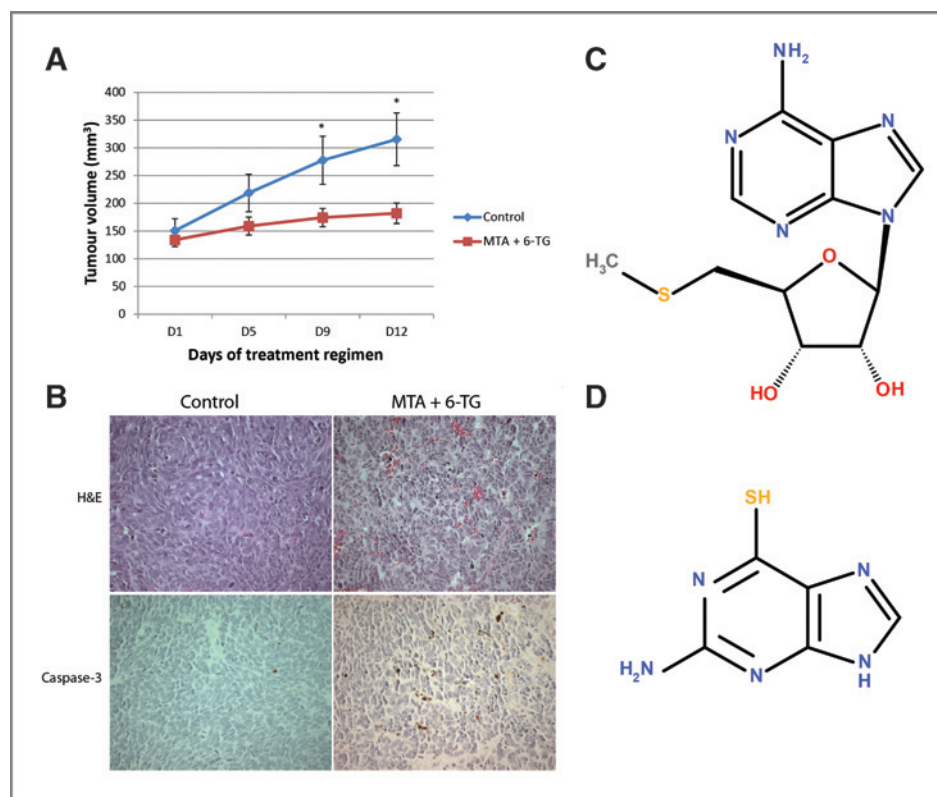 A
Tumour volume (mm³)
400
350
300
250
200
150
100
50
0
*
*
D1 D5 D9 D12
Days of treatment regimen
Control
MTA + 6-TG
B
Control MTA + 6-TG
H&E
Caspase-3
C
NH₂
N
N
N
N
O
H₃C
S
HO
OH
D
SH
N
N
H₂N
N
N
H